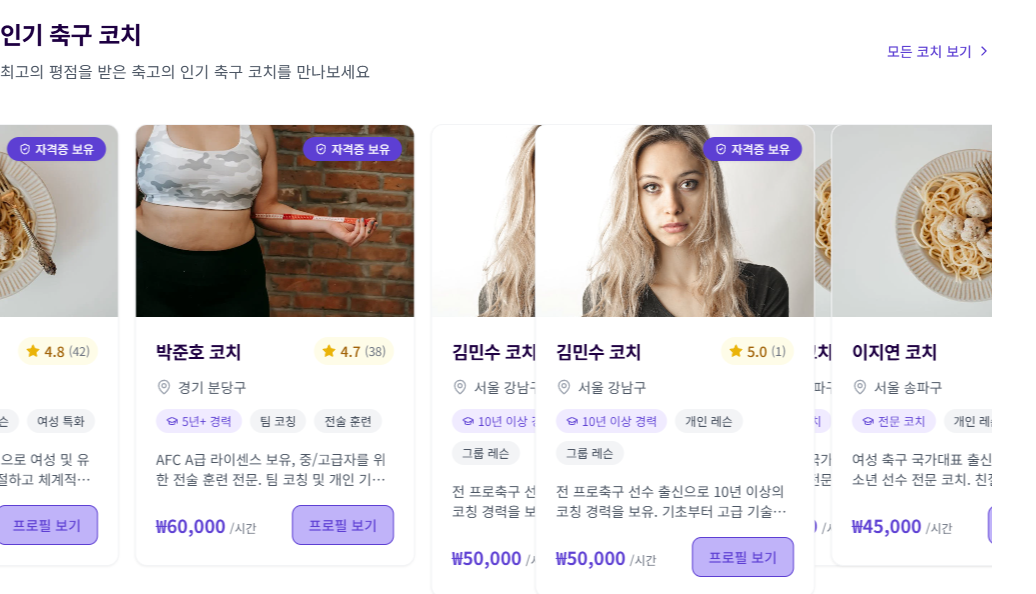 인기 축구 코치
최고의 평점을 받은 축고의 인기 축구 코치를 만나보세요
모든 코치 보기
자격증 보유
4.8 (42)
여성 특화
으로 여성 및 유
절하고 체계적…
프로필 보기
자격증 보유
박준호 코치
4.7 (38)
경기 분당구
5년+ 경력
팀 코칭
전술 훈련
AFC A급 라이센스 보유, 중/고급자를 위
한 전술 훈련 전문. 팀 코칭 및 개인 기…
₩60,000 /시간
프로필 보기
김민수 코치
서울 강남구
10년 이상
그룹 레슨
전 프로축구 선
코칭 경력을 보
₩50,000
자격증 보유
김민수 코치
5.0 (1)
서울 강남구
10년 이상 경력
개인 레슨
그룹 레슨
전 프로축구 선수 출신으로 10년 이상의
코칭 경력을 보유. 기초부터 고급 기술…
₩50,000 /시간
프로필 보기
이지연 코치
서울 송파구
전문 코치
개인
여성 축구 국가대표 출신
소년 선수 전문 코치. 친
₩45,000 /시간